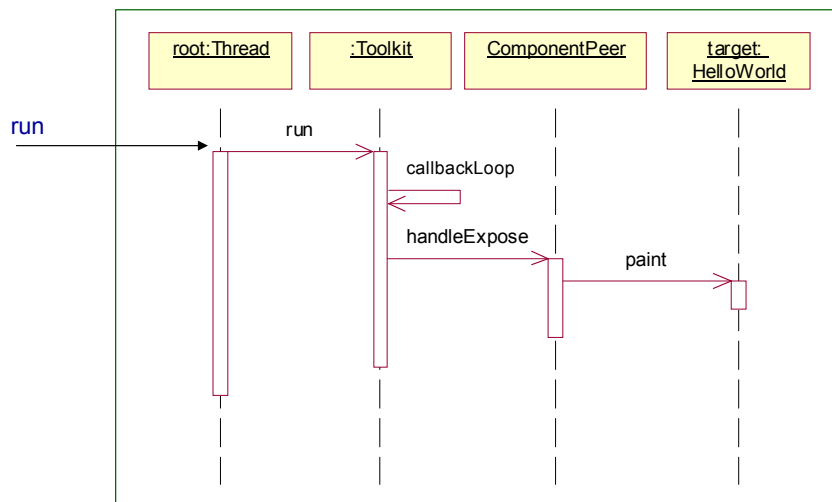 root:Thread
:Toolkit
ComponentPeer
target:
HelloWorld
run
run
callbackLoop
handleExpose
paint